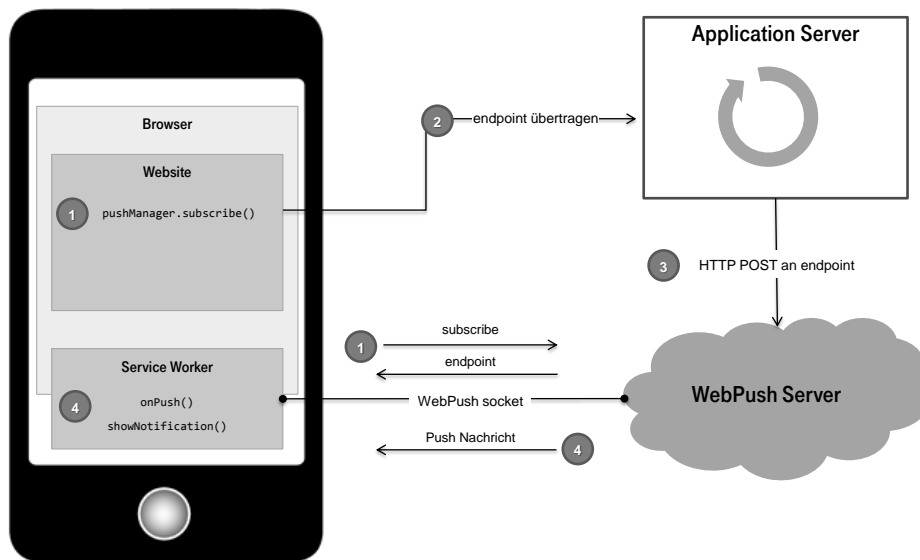 Application Server
Browser
Website
1
pushManager.subscribe()
2
endpoint übertragen
3
HTTP POST an endpoint
1
subscribe
endpoint
WebPush socket
WebPush Server
Service Worker
4
onPush()
showNotification()
Push Nachricht
4